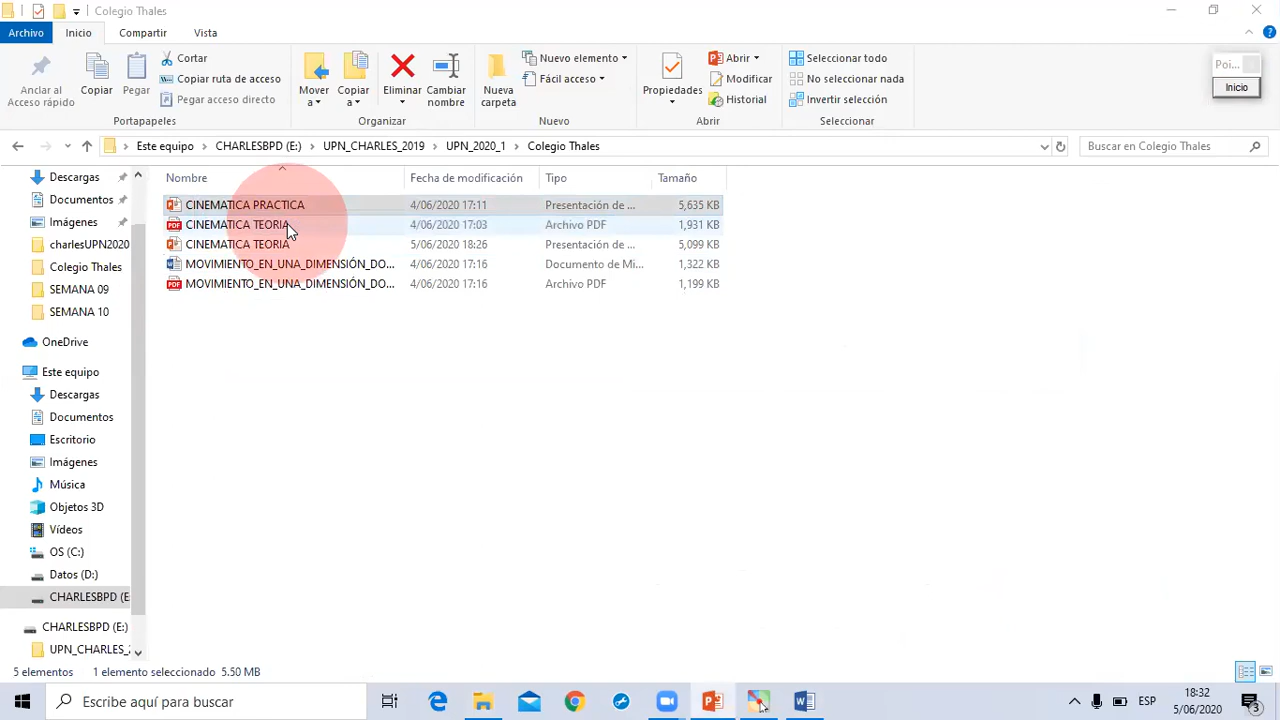 Colegio Thales
Archivo
Inicio
Compartir
Vista
Anclar al
Acceso rápido
Copiar
Pegar
Cortar
Copiar ruta de acceso
Pegar acceso directo
Portapapeles
Mover
a
Copiar
a
Eliminar
Cambiar
nombre
Organizar
Nueva
carpeta
Nuevo elemento
Fácil acceso
Nuevo
Propiedades
Abrir
Modificar
Historial
Abrir
Seleccionar todo
No seleccionar nada
Invertir selección
Seleccionar
Poi...
Inicio
Este equipo
CHARLESBPD (E:)
UPN_CHARLES_2019
UPN_2020_1
Colegio Thales
Buscar en Colegio Thales
Nombre
Fecha de modificación
Tipo
Tamaño
CINEMATICA PRACTICA 4/06/2020 17:11 Presentación de ... 5,635 KB
CINEMATICA TEORIA 4/06/2020 17:03 Archivo PDF 1,931 KB
CINEMATICA TEORIA 5/06/2020 18:26 Presentación de ... 5,099 KB
MOVIMIENTO_EN_UNA_DIMENSIÓN_DO... 4/06/2020 17:16 Documento de Mi... 1,322 KB
MOVIMIENTO_EN_UNA_DIMENSIÓN_DO... 4/06/2020 17:16 Archivo PDF 1,199 KB
Descargas
Documentos
Imágenes
charlesUPN2020
Colegio Thales
SEMANA 09
SEMANA 10
OneDrive
Este equipo
Descargas
Documentos
Escritorio
Imágenes
Música
Objetos 3D
Vídeos
OS (C:)
Datos (D:)
CHARLESBPD (E
CHARLESBPD (E:)
UPN_CHARLES_2
5 elementos
1 elemento seleccionado 5.50 MB
Escribe aquí para buscar
ESP
18:32
5/06/2020
3